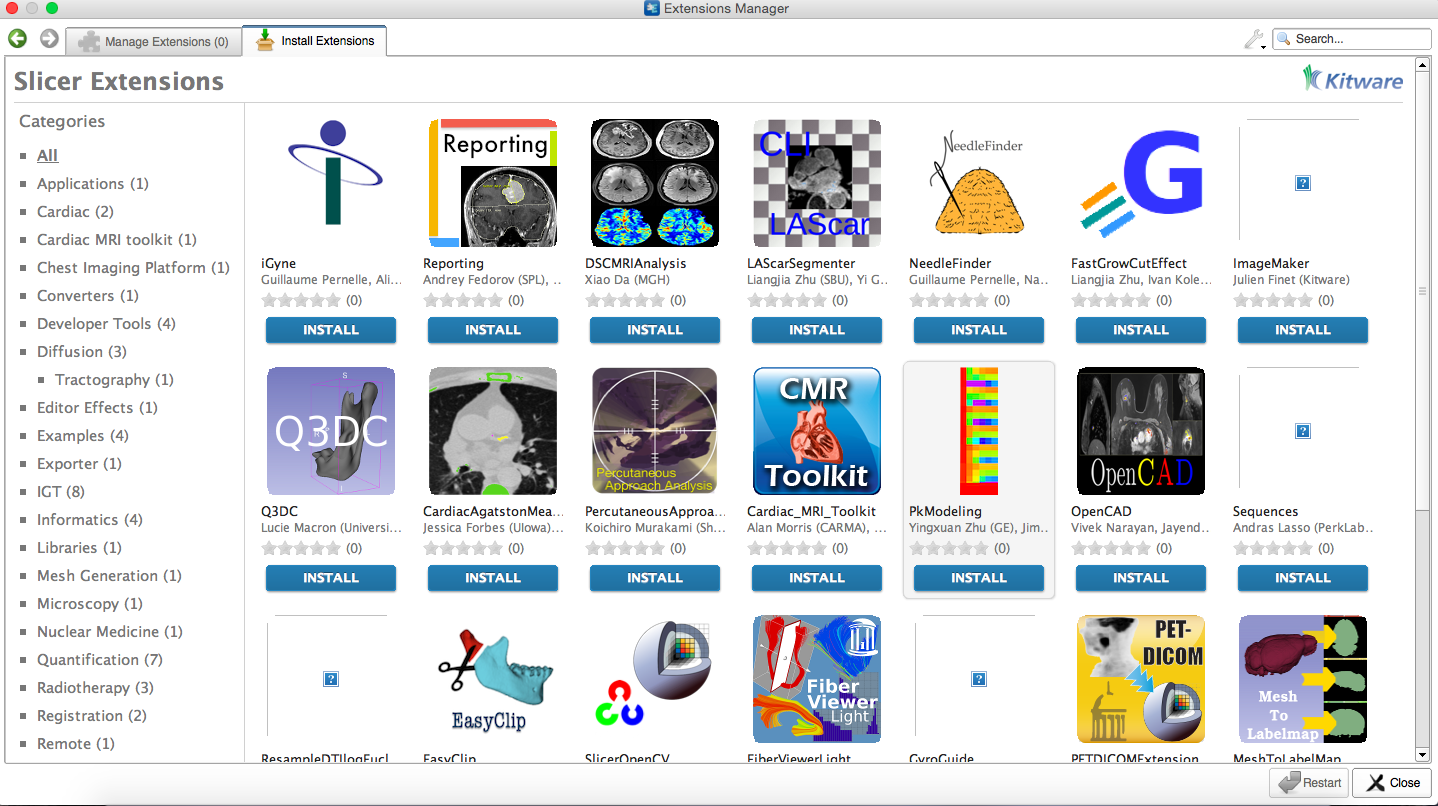 Extensions Manager
Manage Extensions (0)
Install Extensions
Search...
Slicer Extensions
Kitware
Categories
All
Applications (1)
Cardiac (2)
Cardiac MRI toolkit (1)
Chest Imaging Platform (1)
Converters (1)
Developer Tools (4)
Diffusion (3)
Tractography (1)
Editor Effects (1)
Examples (4)
Exporter (1)
IGT (8)
Informatics (4)
Libraries (1)
Mesh Generation (1)
Microscopy (1)
Nuclear Medicine (1)
Quantification (7)
Radiotherapy (3)
Registration (2)
Remote (1)
iGyne
Guillaume Pernelle, Ali...
(0)
INSTALL
Reporting
Reporting
Andrey Fedorov (SPL), ..
(0)
INSTALL
DSCMRIAnalysis
Xiao Da (MGH)
(0)
INSTALL
CLI
LAScar
LAScarSegmenter
Liangjia Zhu (SBU), Yi G..
(0)
INSTALL
NeedleFinder
NeedleFinder
Guillaume Pernelle, Na..
(0)
INSTALL
G
FastGrowCutEffect
Liangjia Zhu, Ivan Kole...
(0)
INSTALL
ImageMaker
Julien Finet (Kitware)
(0)
INSTALL
S
Q3DC
Q3DC
Lucie Macron (Universi...
(0)
INSTALL
CardiacAgatstonMea..
Jessica Forbes (UIowa)...
(0)
INSTALL
Percutaneous
Approach Analysis
PercutaneousApproa..
Koichiro Murakami (Sh..
(0)
INSTALL
CMR
Toolkit
Cardiac_MRI_Toolkit
Alan Morris (CARMA), ..
(0)
INSTALL
PkModeling
Yingxuan Zhu (GE), Jim..
(0)
INSTALL
OpenCAD
OpenCAD
Vivek Narayan, Jayend..
(0)
INSTALL
Sequences
Andras Lasso (PerkLab..
(0)
INSTALL
ResampleDTIlogEucl
EasyClip
EasyClip
SlicerOpenCV
Fiber
Viewer
Light
FiberViewerLight
GyroGuide
PET-
DICOM
PETDICOMExtension
Mesh
To
Labelmap
MeshToLabelMap
Restart
Close